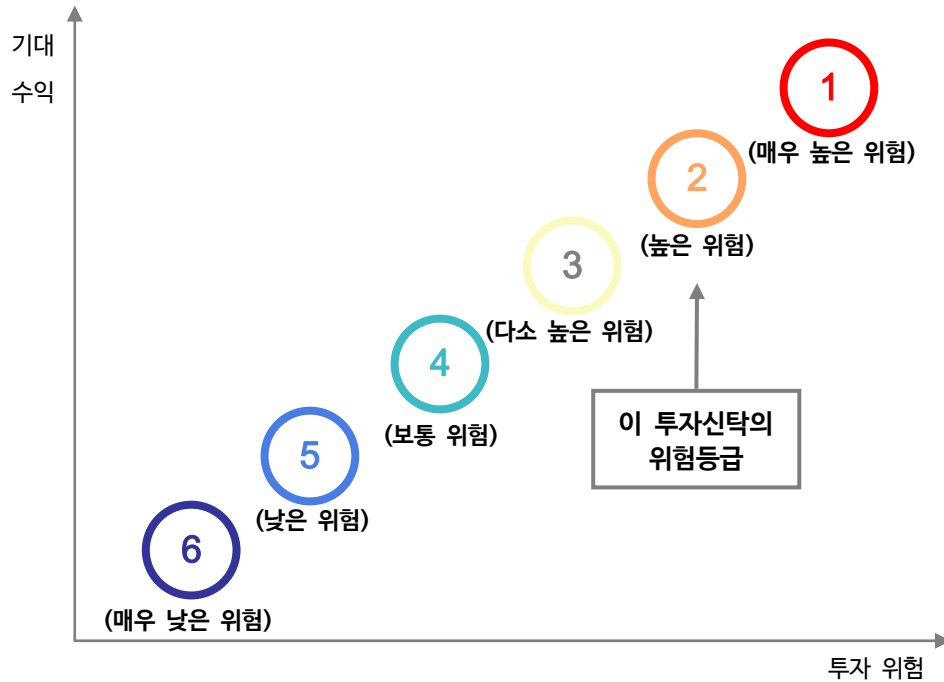 기대
수익
1
(매우 높은 위험)
2
(높은 위험)
3
(다소 높은 위험)
4
(보통 위험)
이 투자신탁의
위험등급
5
(낮은 위험)
6
(매우 낮은 위험)
투자 위험